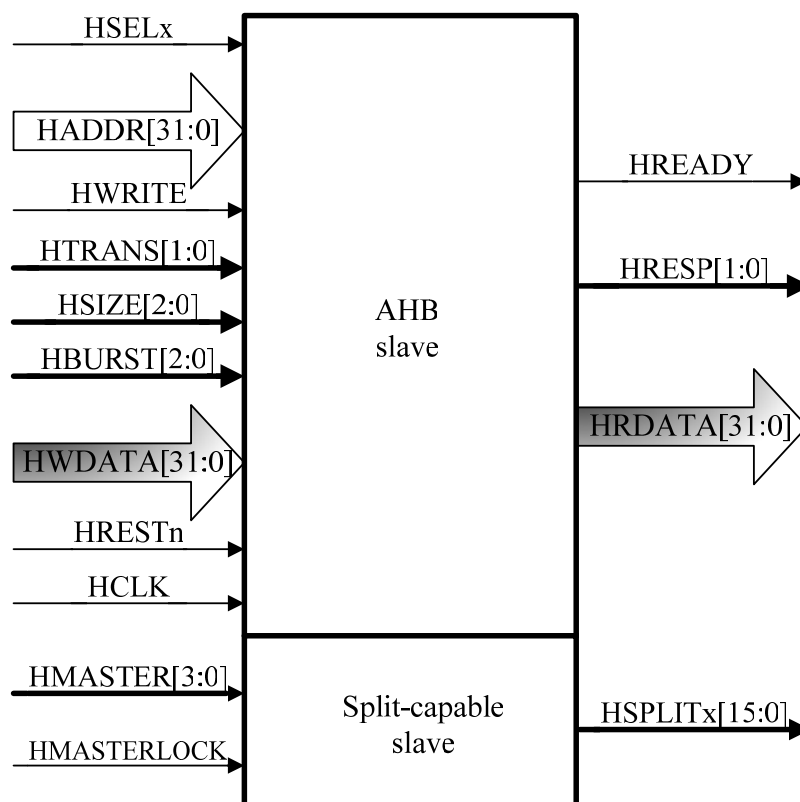 HSELx
HADDR[31:0]
HWRITE
HTRANS[1:0]
HSIZE[2:0]
HBURST[2:0]
HWDATA[31:0]
HRESTn
HCLK
HMASTER[3:0]
HMASTERLOCK
AHB
slave
Split-capable
slave
HREADY
HRESP[1:0]
HRDATA[31:0]
HSPLITx[15:0]